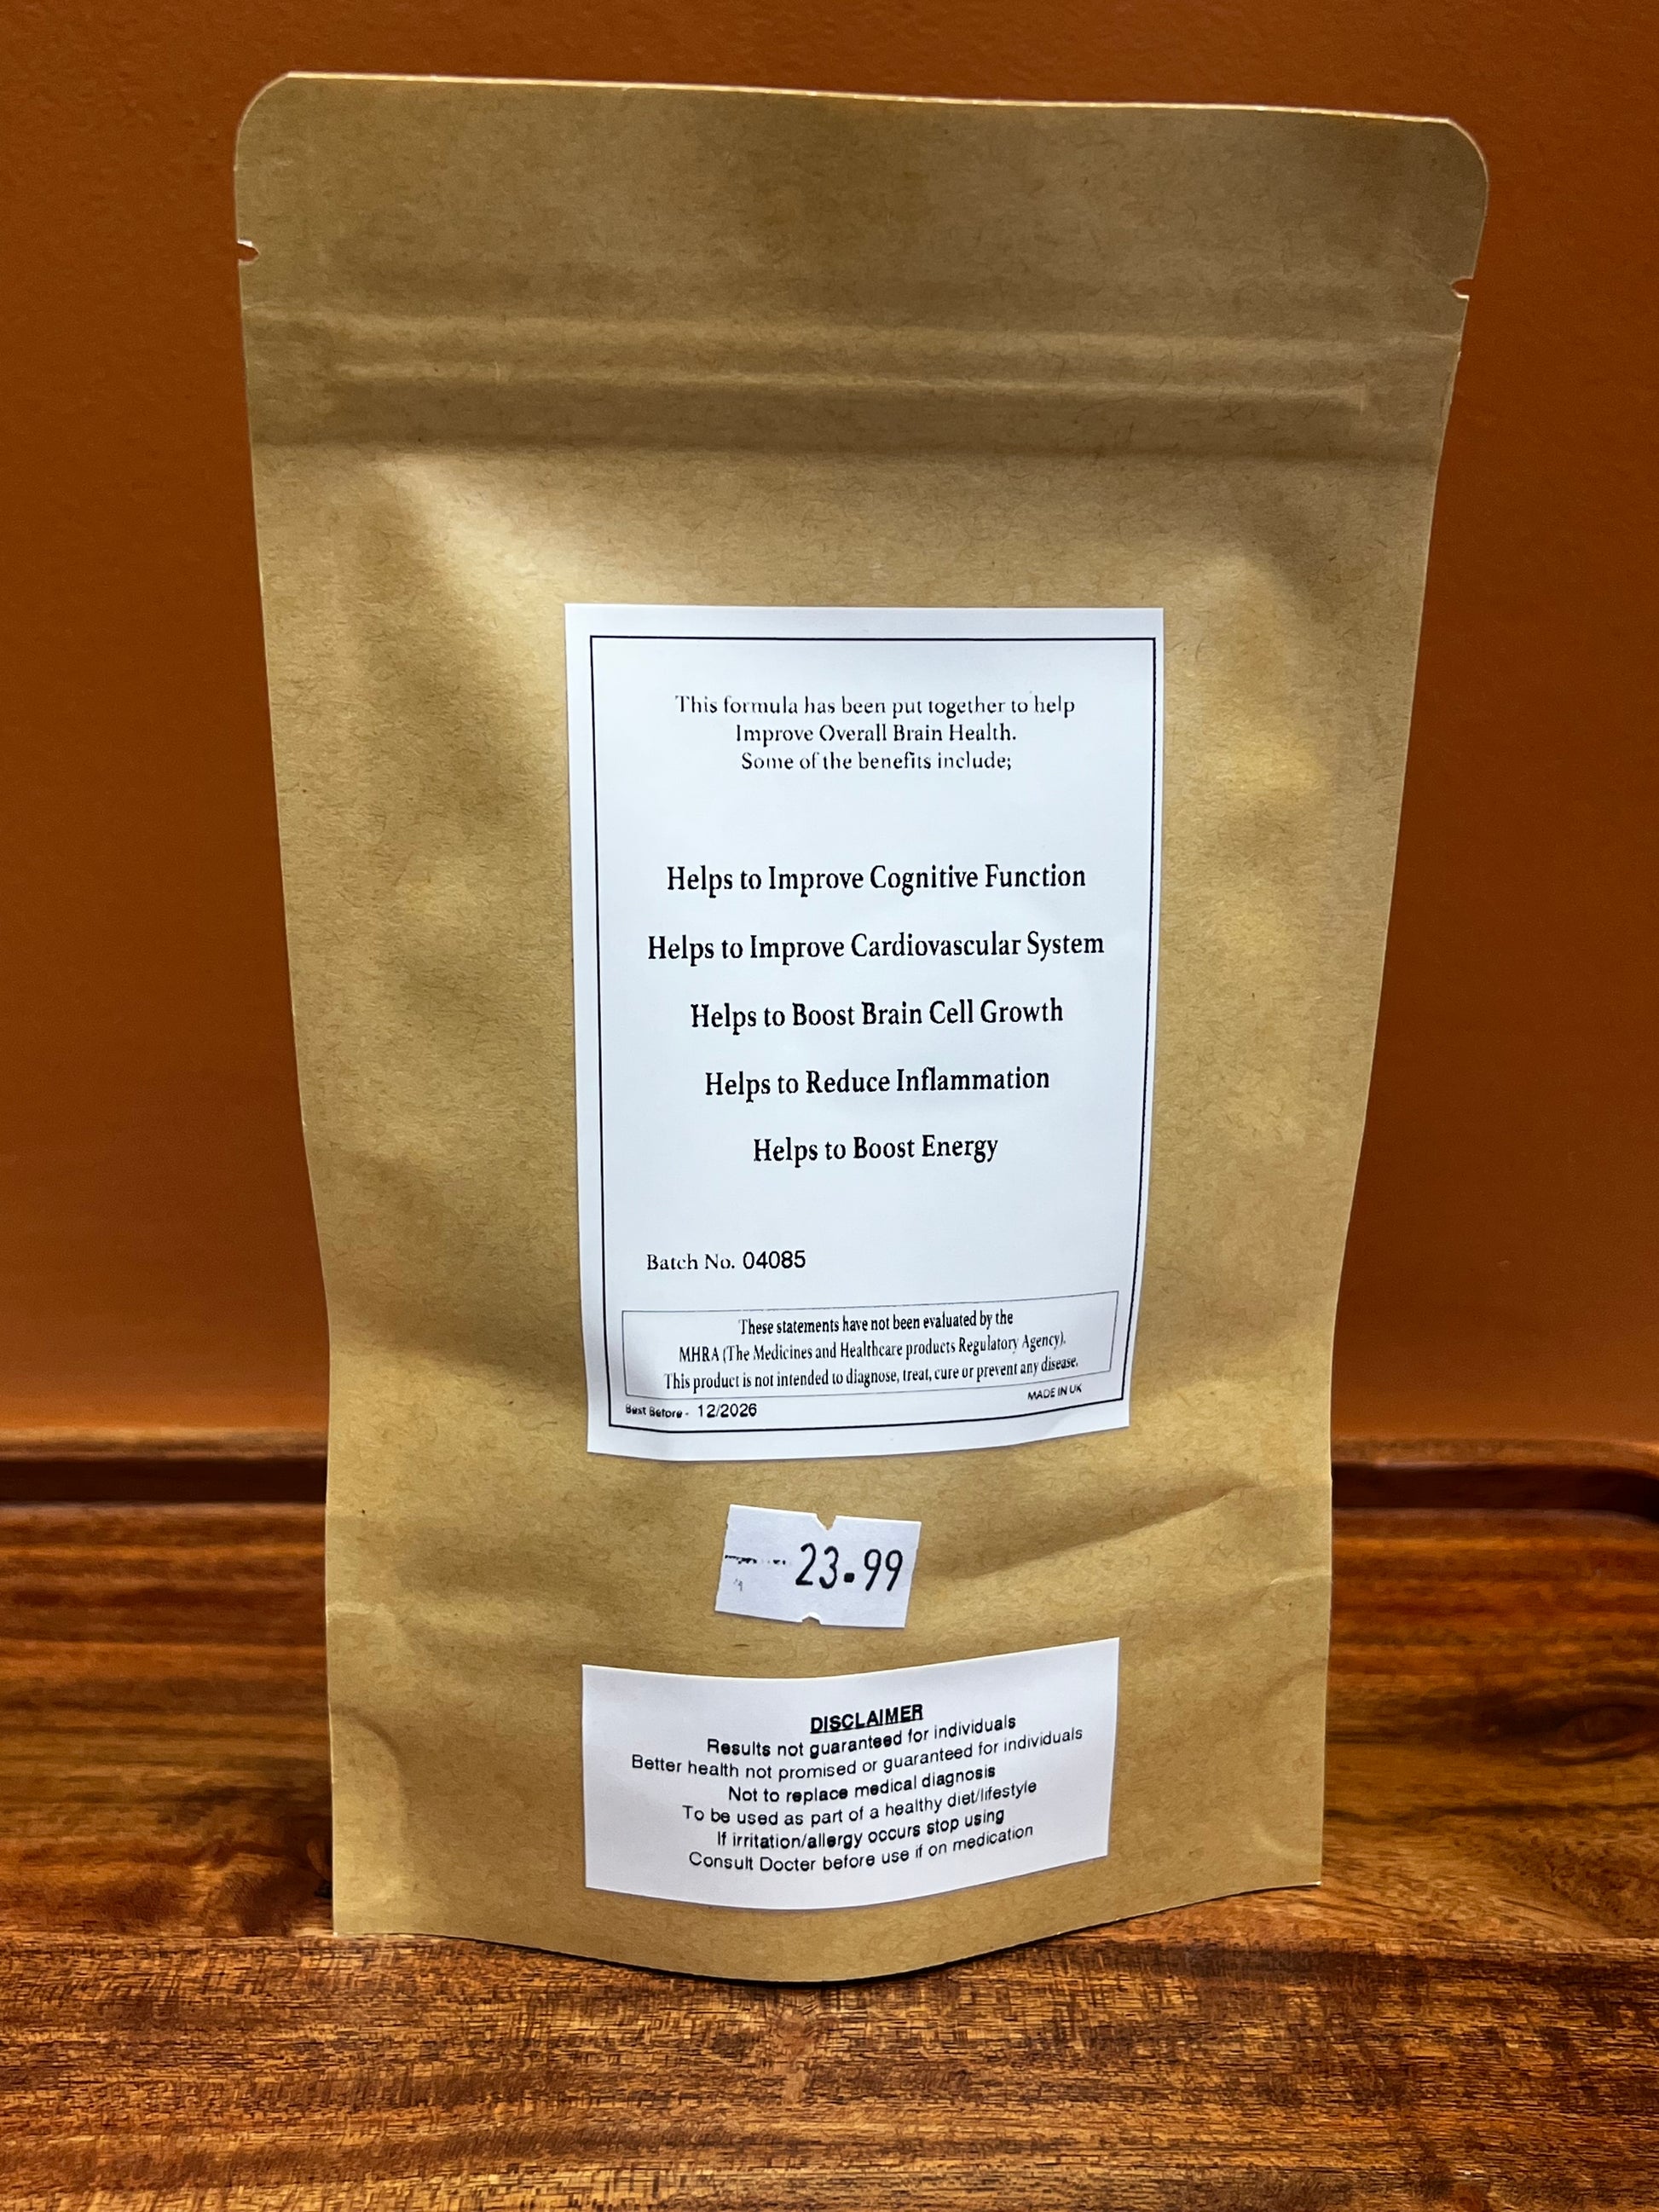 This formula has been put together to help
Improve Overall Brain Health.
Some of the benefits include;
Helps to Improve Cognitive Function
Helps to Improve Cardiovascular System
Helps to Boost Brain Cell Growth
Helps to Reduce Inflammation
Helps to Boost Energy
Batch No. 04085
These statements have not been evaluated by the
MHRA (The Medicines and Healthcare products Regulatory Agency).
This product is not intended to diagnose, treat, cure or prevent any disease.
Best Before - 12/2026
MADE IN UK
23.99
DISCLAIMER
Results not guaranteed for individuals
Better health not promised or guaranteed for individuals
Not to replace medical diagnosis
To be used as part of a healthy diet/lifestyle
If irritation/allergy occurs stop using
Consult Docter before use if on medication